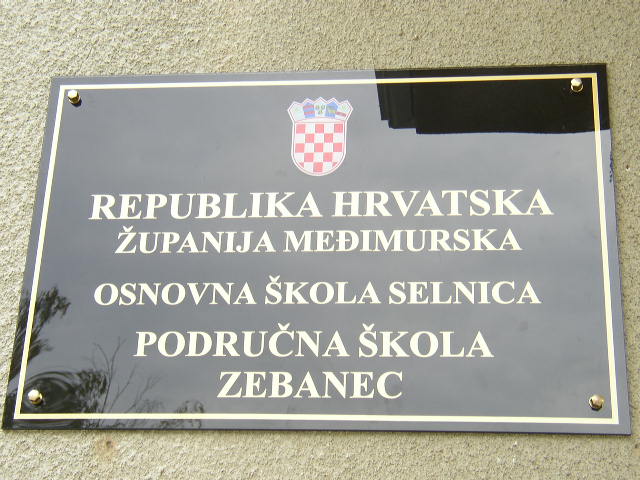 REPUBLIKA HRVATSKA
ŽUPANIJA MEĐIMURSKA
OSNOVNA ŠKOLA SELNICA
PODRUČNA ŠKOLA
ZEBANEC